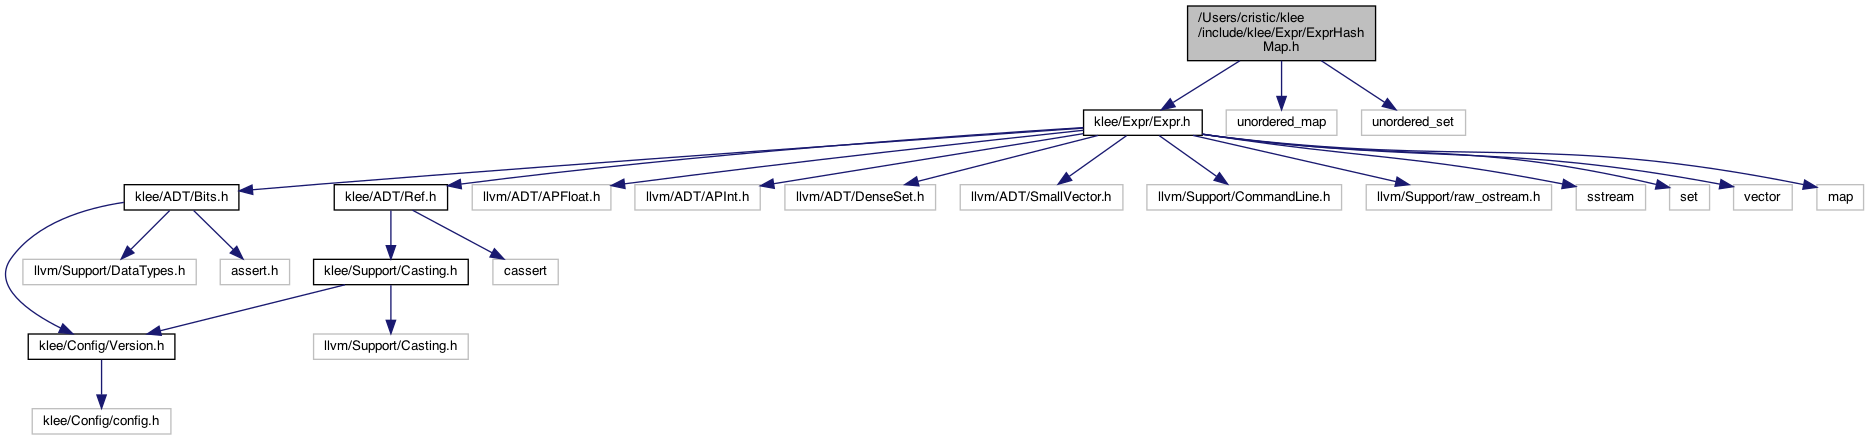 /Users/cristic/klee
/include/klee/Expr/ExprHash
Map.h
klee/Expr/Expr.h
unordered_map
unordered_set
klee/ADT/Bits.h
klee/ADT/Ref.h
llvm/ADT/APFloat.h
llvm/ADT/APInt.h
llvm/ADT/DenseSet.h
llvm/ADT/SmallVector.h
llvm/Support/CommandLine.h
llvm/Support/raw_ostream.h
sstream
set
vector
map
llvm/Support/DataTypes.h
assert.h
klee/Support/Casting.h
cassert
klee/Config/Version.h
llvm/Support/Casting.h
klee/Config/config.h